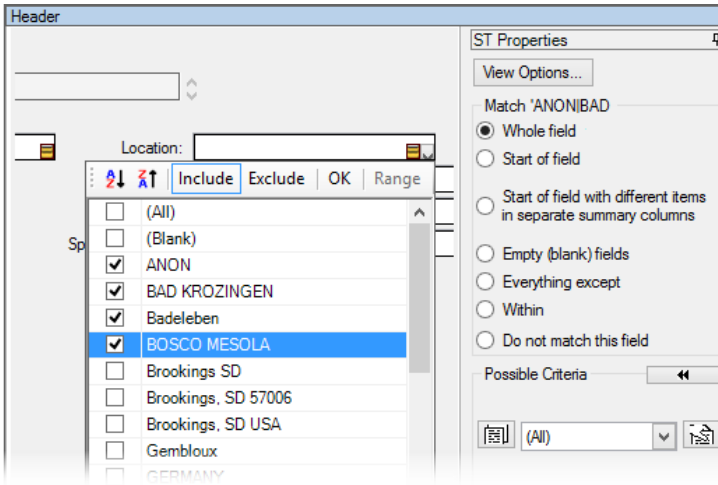 Header
ST Properties
View Options...
Match 'ANON|BAD
Whole field
Start of field
Start of field with different items
in separate summary columns
Empty (blank) fields
Everything except
Within
Do not match this field
Possible Criteria
(All)
Location:
Include Exclude OK Range
(All)
(Blank)
Sp
ANON
BAD KROZINGEN
Badeleben
BOSCO MESOLA
Brookings SD
Brookings, SD 57006
Brookings, SD USA
Gembloux
GERMANY